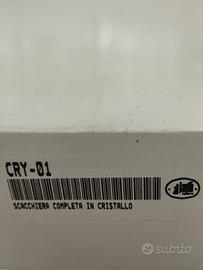 CRY-01
SCACCHIERA COMPLETA IN CRISTALLO
subito